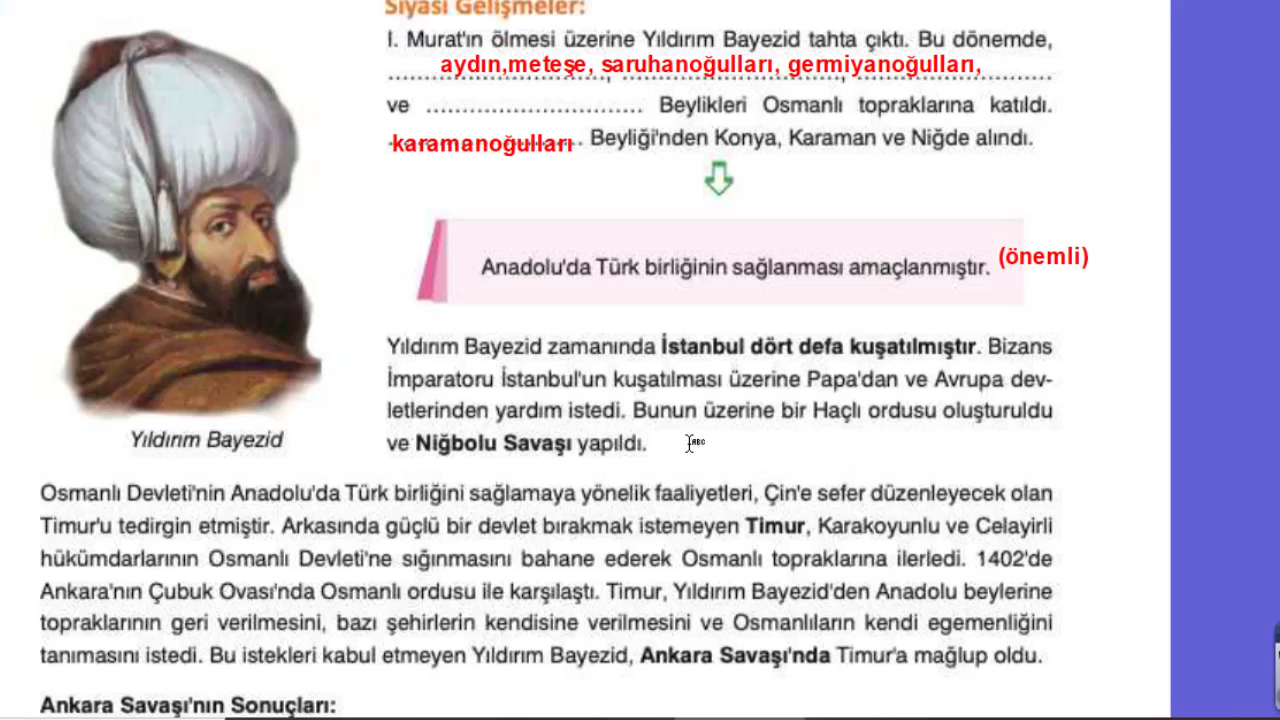 Siyasi Gelişmeler:
I. Murat'ın ölmesi üzerine Yıldırım Bayezid tahta çıktı. Bu dönemde,
aydın,meteşe, saruhanoğulları, germiyanoğulları,
ve ................................ Beylikleri Osmanlı topraklarına katıldı.
karamanoğulları . Beyliği'nden Konya, Karaman ve Niğde alındı.
Anadolu'da Türk birliğinin sağlanması amaçlanmıştır. (önemli)
Yıldırım Bayezid zamanında İstanbul dört defa kuşatılmıştır. Bizans
İmparatoru İstanbul'un kuşatılması üzerine Papa'dan ve Avrupa dev-
letlerinden yardım istedi. Bunun üzerine bir Haçlı ordusu oluşturuldu
ve Niğbolu Savaşı yapıldı.
ABC
Yıldırım Bayezid
Osmanlı Devleti'nin Anadolu'da Türk birliğini sağlamaya yönelik faaliyetleri, Çin'e sefer düzenleyecek olan
Timur'u tedirgin etmiştir. Arkasında güçlü bir devlet bırakmak istemeyen Timur, Karakoyunlu ve Celayirli
hükümdarlarının Osmanlı Devleti'ne sığınmasını bahane ederek Osmanlı topraklarına ilerledi. 1402'de
Ankara'nın Çubuk Ovası'nda Osmanlı ordusu ile karşılaştı. Timur, Yıldırım Bayezid'den Anadolu beylerine
topraklarının geri verilmesini, bazı şehirlerin kendisine verilmesini ve Osmanlıların kendi egemenliğini
tanımasını istedi. Bu istekleri kabul etmeyen Yıldırım Bayezid, Ankara Savaşı'nda Timur'a mağlup oldu.
Ankara Savaşı'nın Sonuçları: